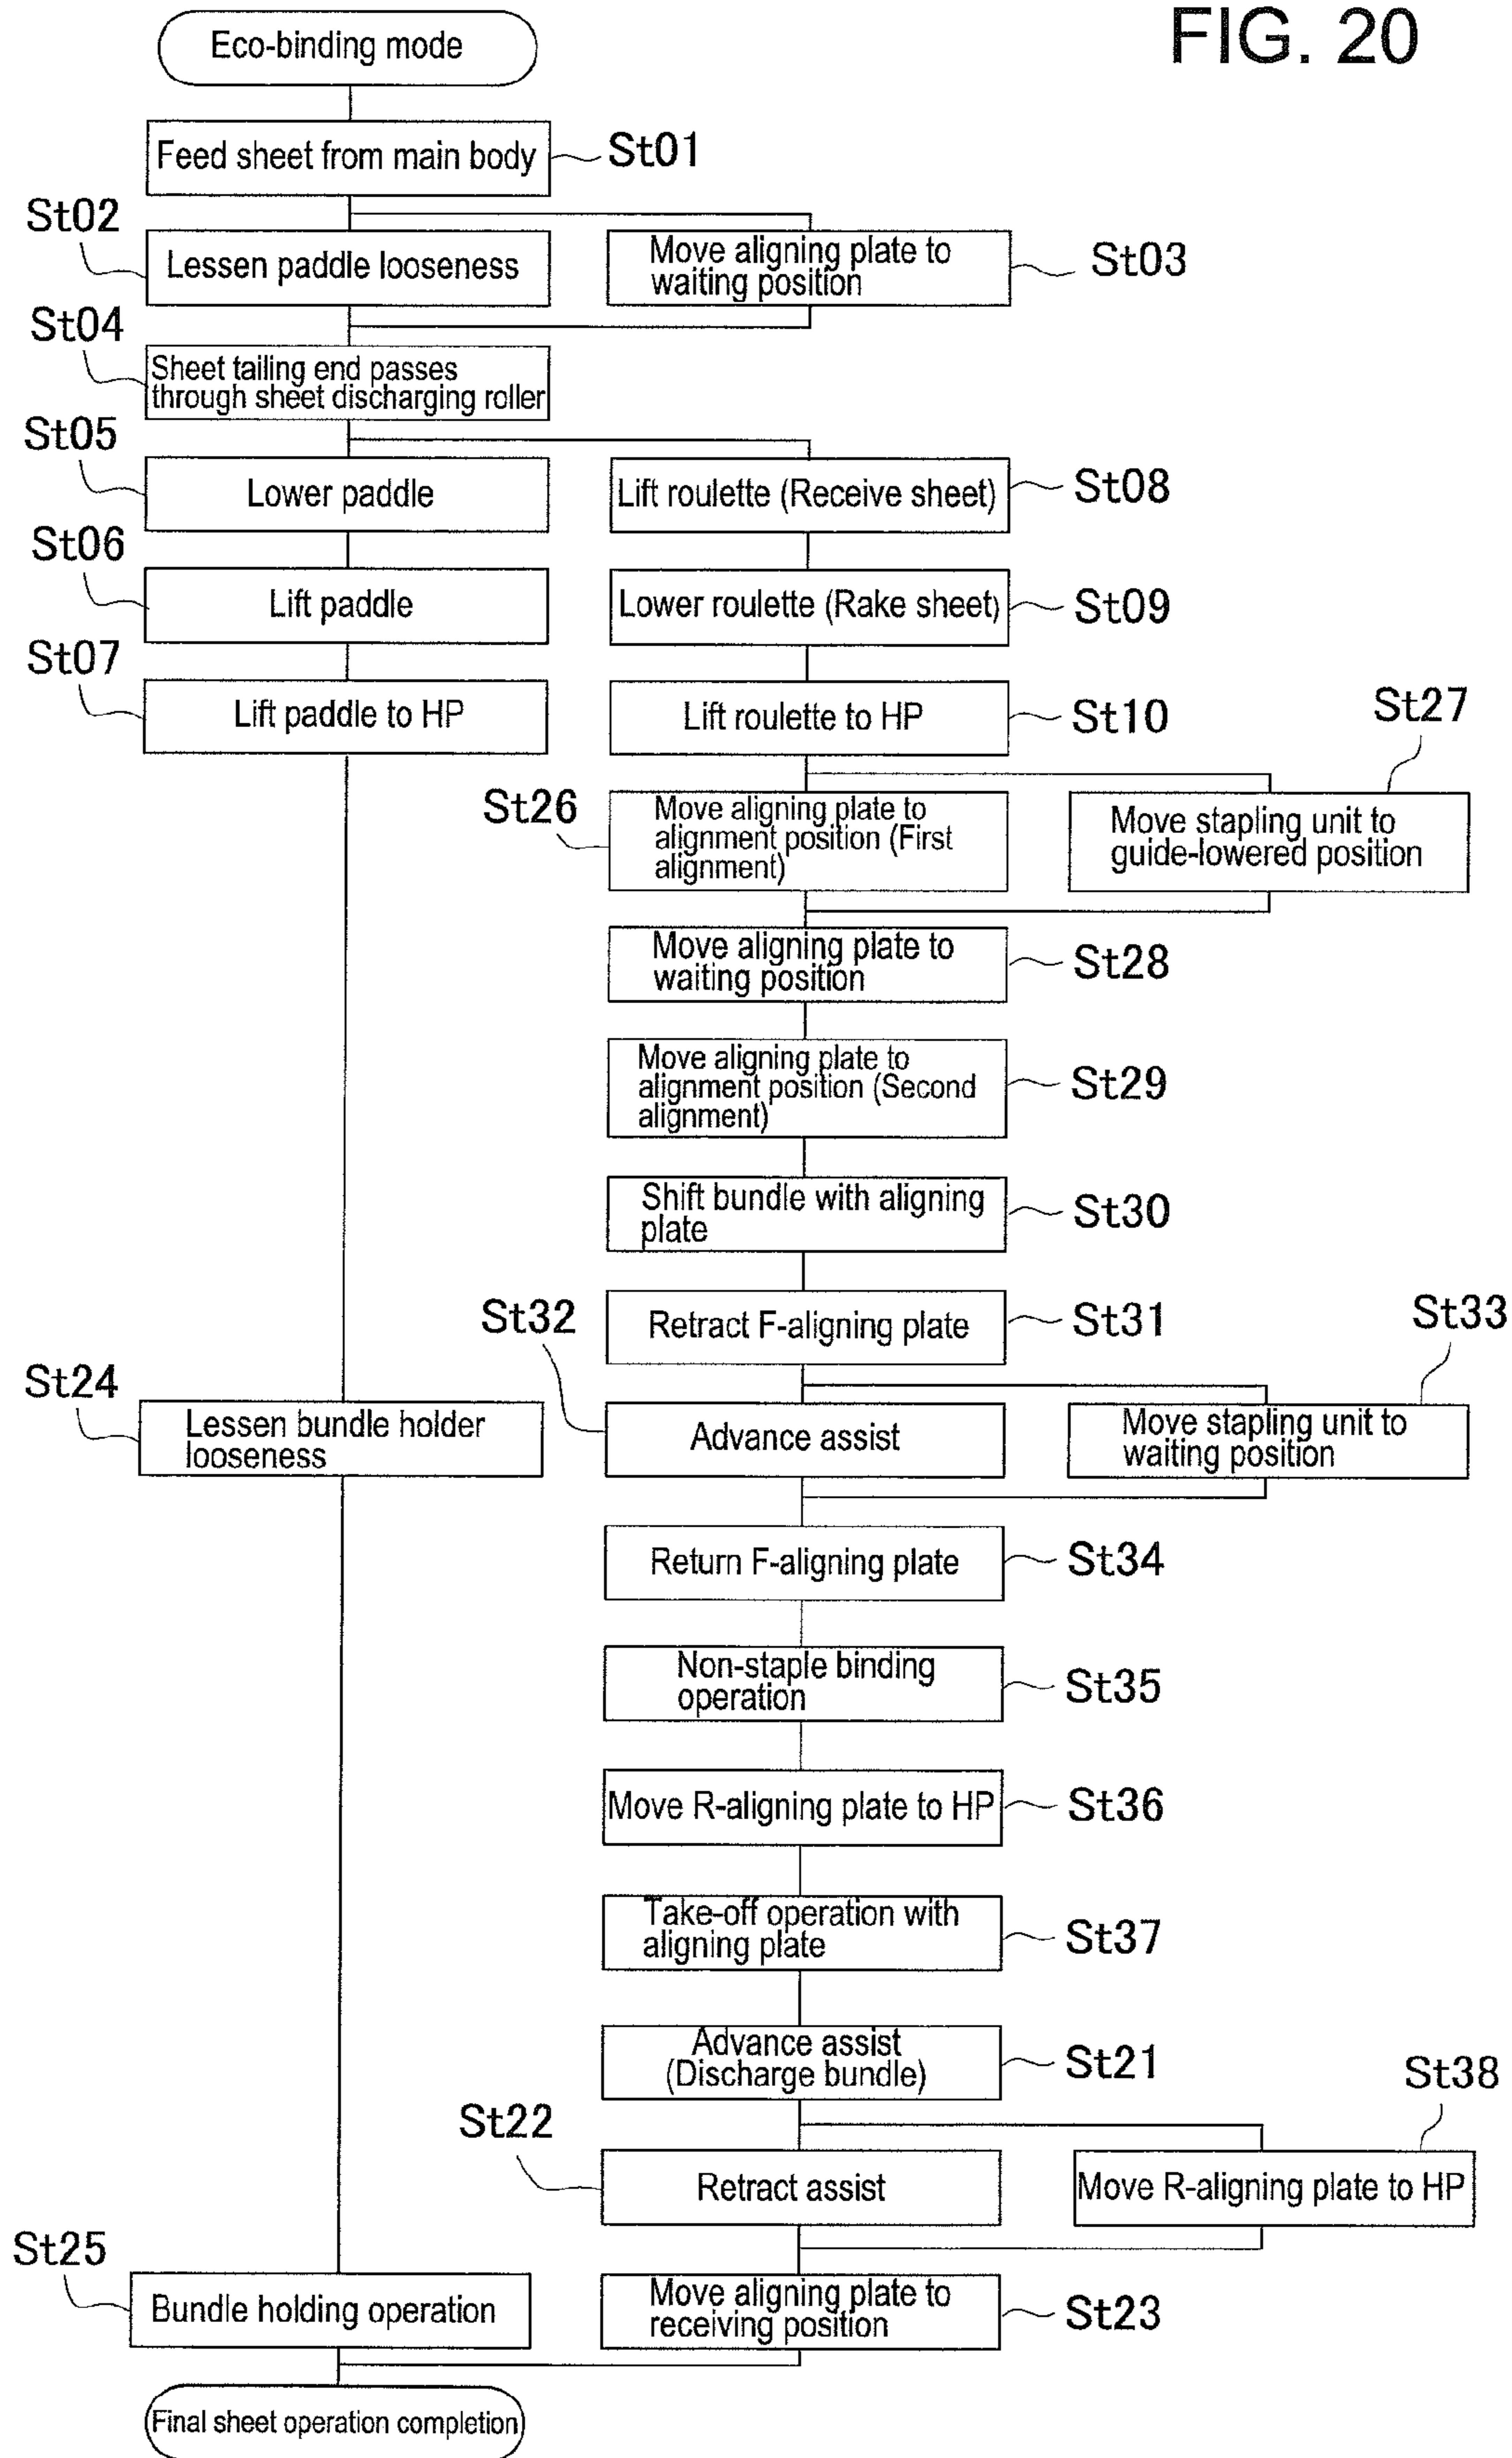 FIG. 20
Eco-binding mode
Feed sheet from main body
St01
St02
Lessen paddle looseness
Move aligning plate to
waiting position
St03
St04
Sheet tailing end passes
through sheet discharging roller
St05
Lower paddle
Lift roulette (Receive sheet)
St08
St06
Lift paddle
Lower roulette (Rake sheet)
St09
St07
Lift paddle to HP
Lift roulette to HP
St10
St27
St26
Move aligning plate to
alignment position (First
alignment)
Move stapling unit to
guide-lowered position
Move aligning plate to
waiting position
St28
Move aligning plate to
alignment position (Second
alignment)
St29
Shift bundle with aligning
plate
St30
Retract F-aligning plate
St31
St32
St33
St24
Lessen bundle holder
looseness
Advance assist
Move stapling unit to
waiting position
Return F-aligning plate
St34
Non-staple binding
operation
St35
Move R-aligning plate to HP
St36
Take-off operation with
aligning plate
St37
Advance assist
(Discharge bundle)
St21
St38
St22
Retract assist
Move R-aligning plate to HP
St25
Bundle holding operation
Move aligning plate to
receiving position
St23
Final sheet operation completion